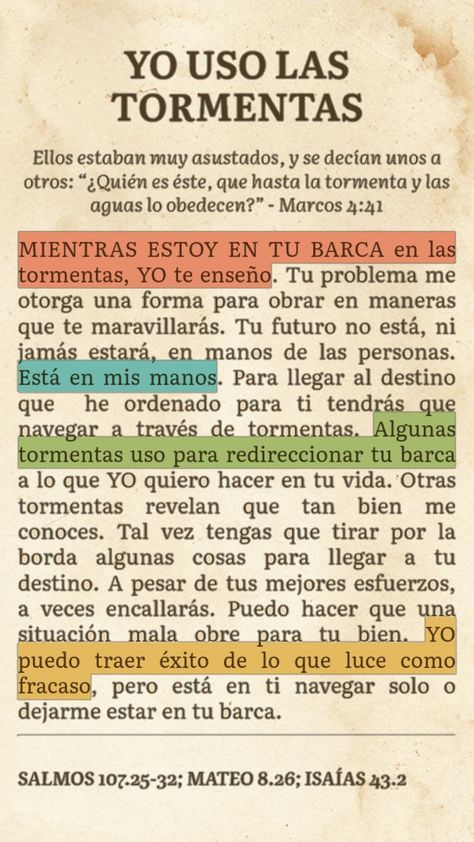 YO USO LAS
TORMENTAS
Ellos estaban muy asustados, y se decían unos a
otros: “¿Quién es éste, que hasta la tormenta y las
aguas lo obedecen?” - Marcos 4:41
MIENTRAS ESTOY EN TU BARCA en las
tormentas, YO te enseño. Tu problema me
otorga una forma para obrar en maneras
que te maravillarás. Tu futuro no está, ni
jamás estará, en manos de las personas.
Está en mis manos. Para llegar al destino
que he ordenado para ti tendrás que
navegar a través de tormentas. Algunas
tormentas uso para redireccionar tu barca
a lo que YO quiero hacer en tu vida. Otras
tormentas revelan que tan bien me
conoces. Tal vez tengas que tirar por la
borda algunas cosas para llegar a tu
destino. A pesar de tus mejores esfuerzos,
a veces encallarás. Puedo hacer que una
situación mala obre para tu bien. YO
puedo traer éxito de lo que luce como
fracaso, pero está en ti navegar solo o
dejarme estar en tu barca.
SALMOS 107.25-32; MATEO 8.26; ISAÍAS 43.2